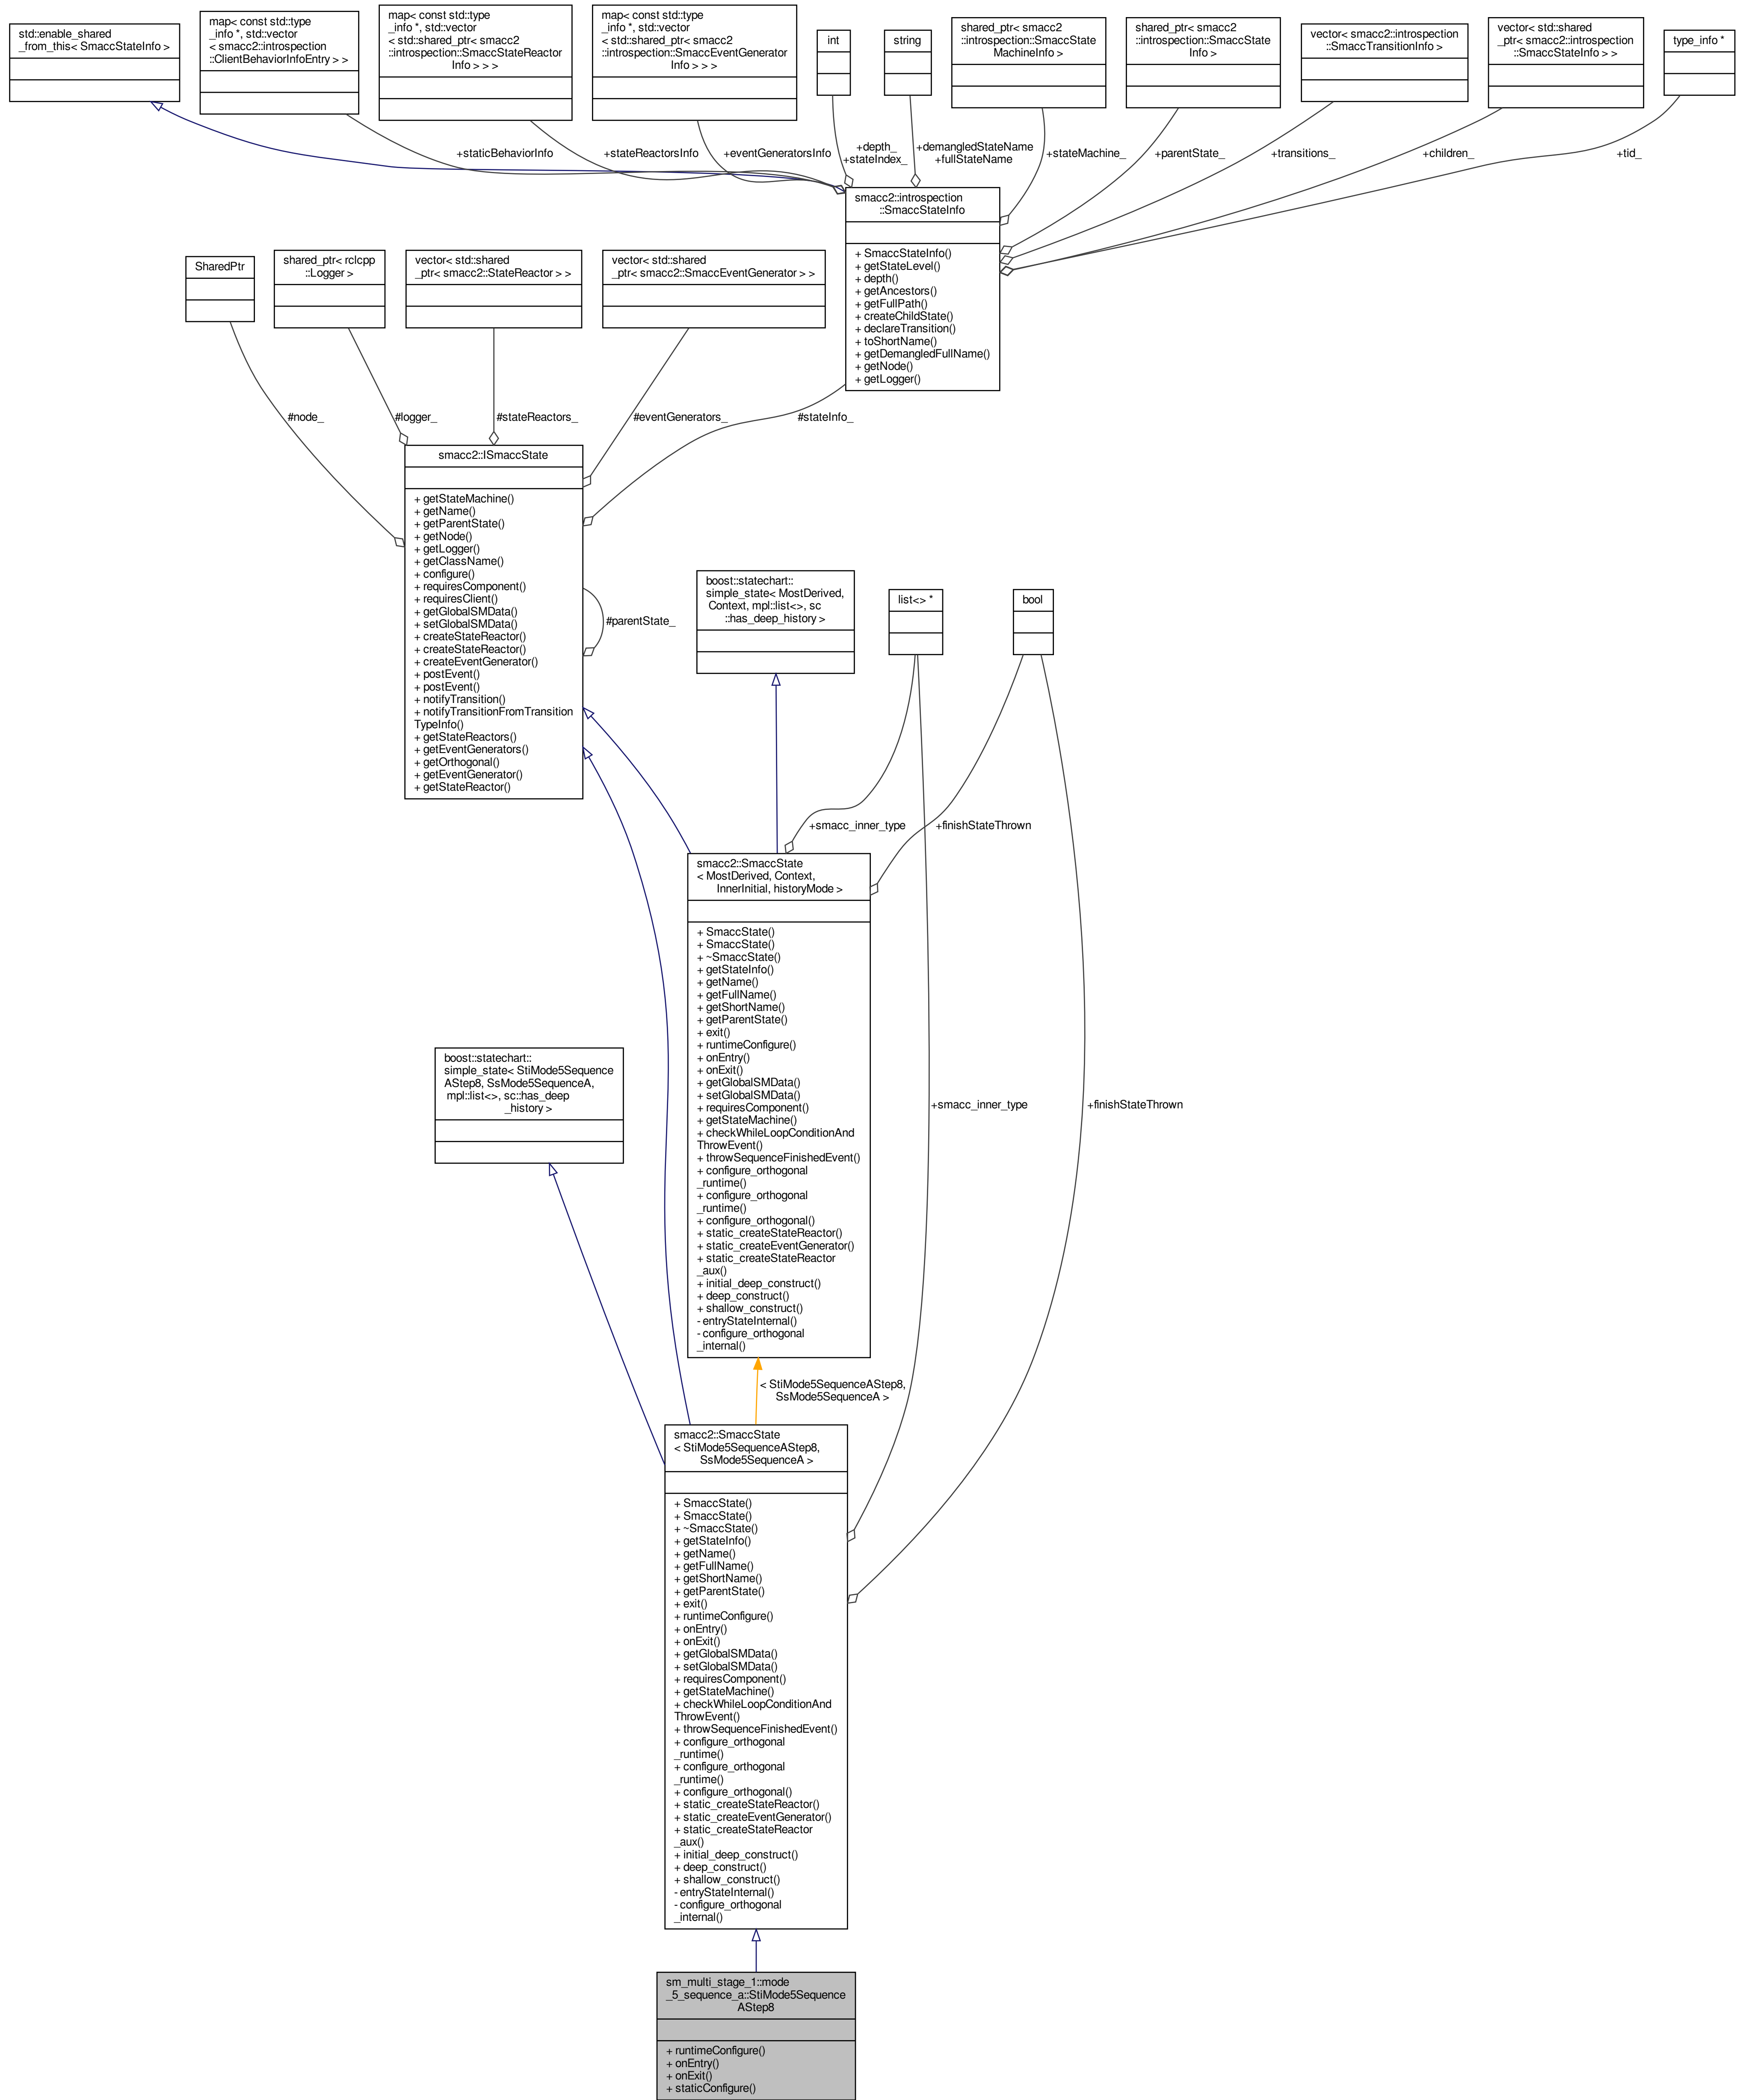 std::enable_shared
_from_this< SmaccStateInfo >
map< const std::type
_info *, std::vector
< smacc2::introspection
::ClientBehaviorInfoEntry > >
map< const std::type
_info *, std::vector
< std::shared_ptr< smacc2
::introspection::SmaccStateReactor
Info > > >
map< const std::type
_info *, std::vector
< std::shared_ptr< smacc2
::introspection::SmaccEventGenerator
Info > > >
int
string
shared_ptr< smacc2
::introspection::SmaccState
MachineInfo >
shared_ptr< smacc2
::introspection::SmaccState
Info >
vector< smacc2::introspection
::SmaccTransitionInfo >
vector< std::shared
_ptr< smacc2::introspection
::SmaccStateInfo > >
type_info *
+staticBehaviorInfo
+stateReactorsInfo
+eventGeneratorsInfo
+depth_
+stateIndex_
+demangledStateName
+fullStateName
+stateMachine_
+parentState_
+transitions_
+children_
+tid_
smacc2::introspection
::SmaccStateInfo
+ SmaccStateInfo()
+ getStateLevel()
+ depth()
+ getAncestors()
+ getFullPath()
+ createChildState()
+ declareTransition()
+ toShortName()
+ getDemangledFullName()
+ getNode()
+ getLogger()
SharedPtr
shared_ptr< rclcpp
::Logger >
vector< std::shared
_ptr< smacc2::StateReactor > >
vector< std::shared
_ptr< smacc2::SmaccEventGenerator > >
#node_
#logger_
#stateReactors_
#eventGenerators_
#stateInfo_
smacc2::ISmaccState
+ getStateMachine()
+ getName()
+ getParentState()
+ getNode()
+ getLogger()
+ getClassName()
+ configure()
+ requiresComponent()
+ requiresClient()
+ getGlobalSMData()
+ setGlobalSMData()
+ createStateReactor()
+ createStateReactor()
+ createEventGenerator()
+ postEvent()
+ postEvent()
+ notifyTransition()
+ notifyTransitionFromTransition
TypeInfo()
+ getStateReactors()
+ getEventGenerators()
+ getOrthogonal()
+ getEventGenerator()
+ getStateReactor()
#parentState_
boost::statechart::
simple_state< MostDerived,
Context, mpl::list<>, sc
::has_deep_history >
list<> *
bool
+smacc_inner_type
+finishStateThrown
smacc2::SmaccState
< MostDerived, Context,
InnerInitial, historyMode >
+ SmaccState()
+ SmaccState()
+ ~SmaccState()
+ getStateInfo()
+ getName()
+ getFullName()
+ getShortName()
+ getParentState()
+ exit()
+ runtimeConfigure()
+ onEntry()
+ onExit()
+ getGlobalSMData()
+ setGlobalSMData()
+ requiresComponent()
+ getStateMachine()
+ checkWhileLoopConditionAnd
ThrowEvent()
+ throwSequenceFinishedEvent()
+ configure_orthogonal
_runtime()
+ configure_orthogonal
_runtime()
+ configure_orthogonal()
+ static_createStateReactor()
+ static_createEventGenerator()
+ static_createStateReactor
_aux()
+ initial_deep_construct()
+ deep_construct()
+ shallow_construct()
- entryStateInternal()
- configure_orthogonal
_internal()
boost::statechart::
simple_state< StiMode5Sequence
AStep8, SsMode5SequenceA,
mpl::list<>, sc::has_deep
_history >
+smacc_inner_type
+finishStateThrown
< StiMode5SequenceAStep8,
SsMode5SequenceA >
smacc2::SmaccState
< StiMode5SequenceAStep8,
SsMode5SequenceA >
+ SmaccState()
+ SmaccState()
+ ~SmaccState()
+ getStateInfo()
+ getName()
+ getFullName()
+ getShortName()
+ getParentState()
+ exit()
+ runtimeConfigure()
+ onEntry()
+ onExit()
+ getGlobalSMData()
+ setGlobalSMData()
+ requiresComponent()
+ getStateMachine()
+ checkWhileLoopConditionAnd
ThrowEvent()
+ throwSequenceFinishedEvent()
+ configure_orthogonal
_runtime()
+ configure_orthogonal
_runtime()
+ configure_orthogonal()
+ static_createStateReactor()
+ static_createEventGenerator()
+ static_createStateReactor
_aux()
+ initial_deep_construct()
+ deep_construct()
+ shallow_construct()
- entryStateInternal()
- configure_orthogonal
_internal()
sm_multi_stage_1::mode
_5_sequence_a::StiMode5Sequence
AStep8
+ runtimeConfigure()
+ onEntry()
+ onExit()
+ staticConfigure()